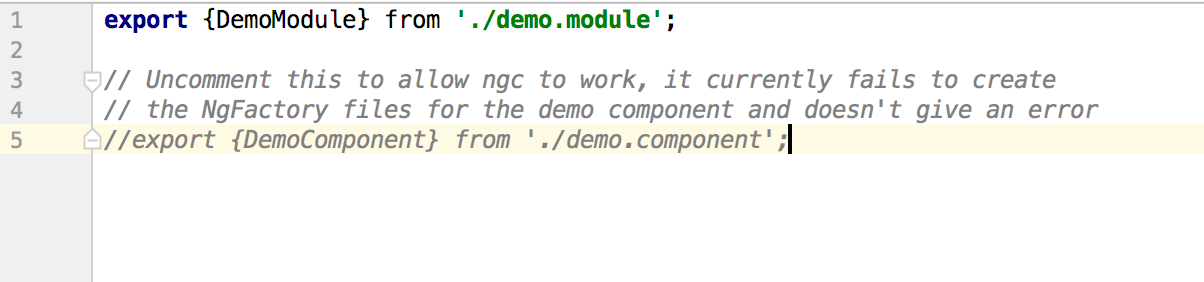 1 export {DemoModule} from './demo.module';
2
3 // Uncomment this to allow ngc to work, it currently fails to create
4 // the NgFactory files for the demo component and doesn't give an error
5 //export {DemoComponent} from './demo.component';